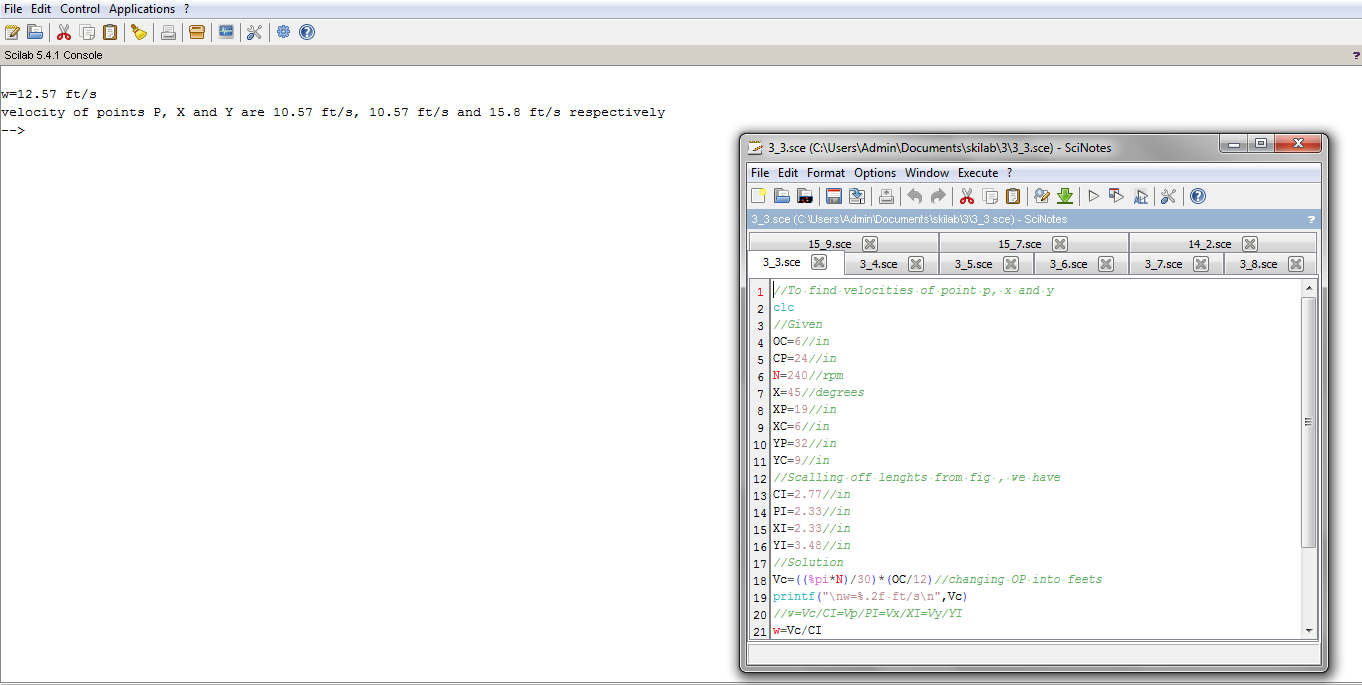 File Edit Control Applications ?
Scilab 5.4.1 Console
?
w=12.57 ft/s
velocity of points P, X and Y are 10.57 ft/s, 10.57 ft/s and 15.8 ft/s respectively
-->
3_3.sce (C:\Users\Admin\Documents\skilab\3\3_3.sce) - SciNotes
File Edit Format Options Window Execute ?
3_3.sce (C:\Users\Admin\Documents\skilab\3\3_3.sce) - SciNotes
?
15_9.sce 15_7.sce 14_2.sce
3_3.sce 3_4.sce 3_5.sce 3_6.sce 3_7.sce 3_8.sce
1 //To find velocities of point p, x and y
2 clc
3 //Given
4 OC=6//in
5 CP=24//in
6 N=240//rpm
7 X=45//degrees
8 XP=19//in
9 XC=6//in
10 YP=32//in
11 YC=9//in
12 //Scalling off lenghts from fig , we have
13 CI=2.77//in
14 PI=2.33//in
15 XI=2.33//in
16 YI=3.48//in
17 //Solution
18 Vc=((%pi*N)/30)*(OC/12)//changing OP into feets
19 printf("\nw=%.2f ft/s\n",Vc)
20 //w=Vc/CI=Vp/PI=Vx/XI=Vy/YI
21 w=Vc/CI